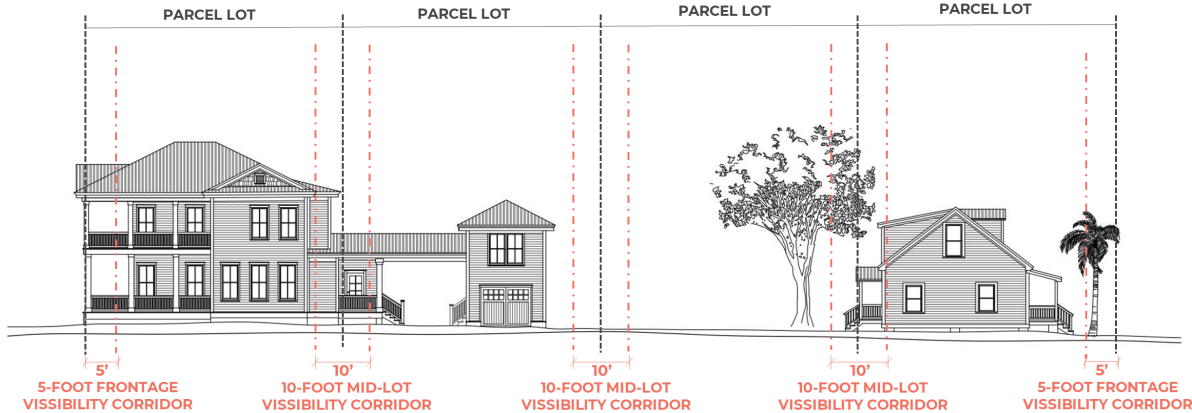 PARCEL LOT
PARCEL LOT
PARCEL LOT
PARCEL LOT
5’
10’
10’
10’
5’
5-FOOT FRONTAGE
VISSIBILITY CORRIDOR
10-FOOT MID-LOT
VISSIBILITY CORRIDOR
10-FOOT MID-LOT
VISSIBILITY CORRIDOR
10-FOOT MID-LOT
VISSIBILITY CORRIDOR
5-FOOT FRONTAGE
VISSIBILITY CORRIDOR